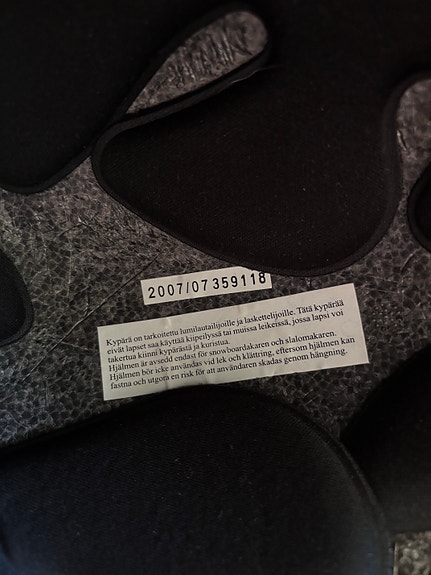 2007/07359118
Kypärä on tarkoitettu lumilautailijoille ja laskettelijoille. Tätä kypärää
eivät lapset saa käyttää kiipeilyssä tai muissa leikeissä, jossa lapsi voi
takertua kiinni kypärästä ja kuristua.
Hjälmen är avsedd endast för snowboardakaren och slalomakaren.
Hjälmen bör icke användas vid lek och klättring, eftersom hjälmen kan
fastna och utgöra en risk för att användaren skadas genom hängning.